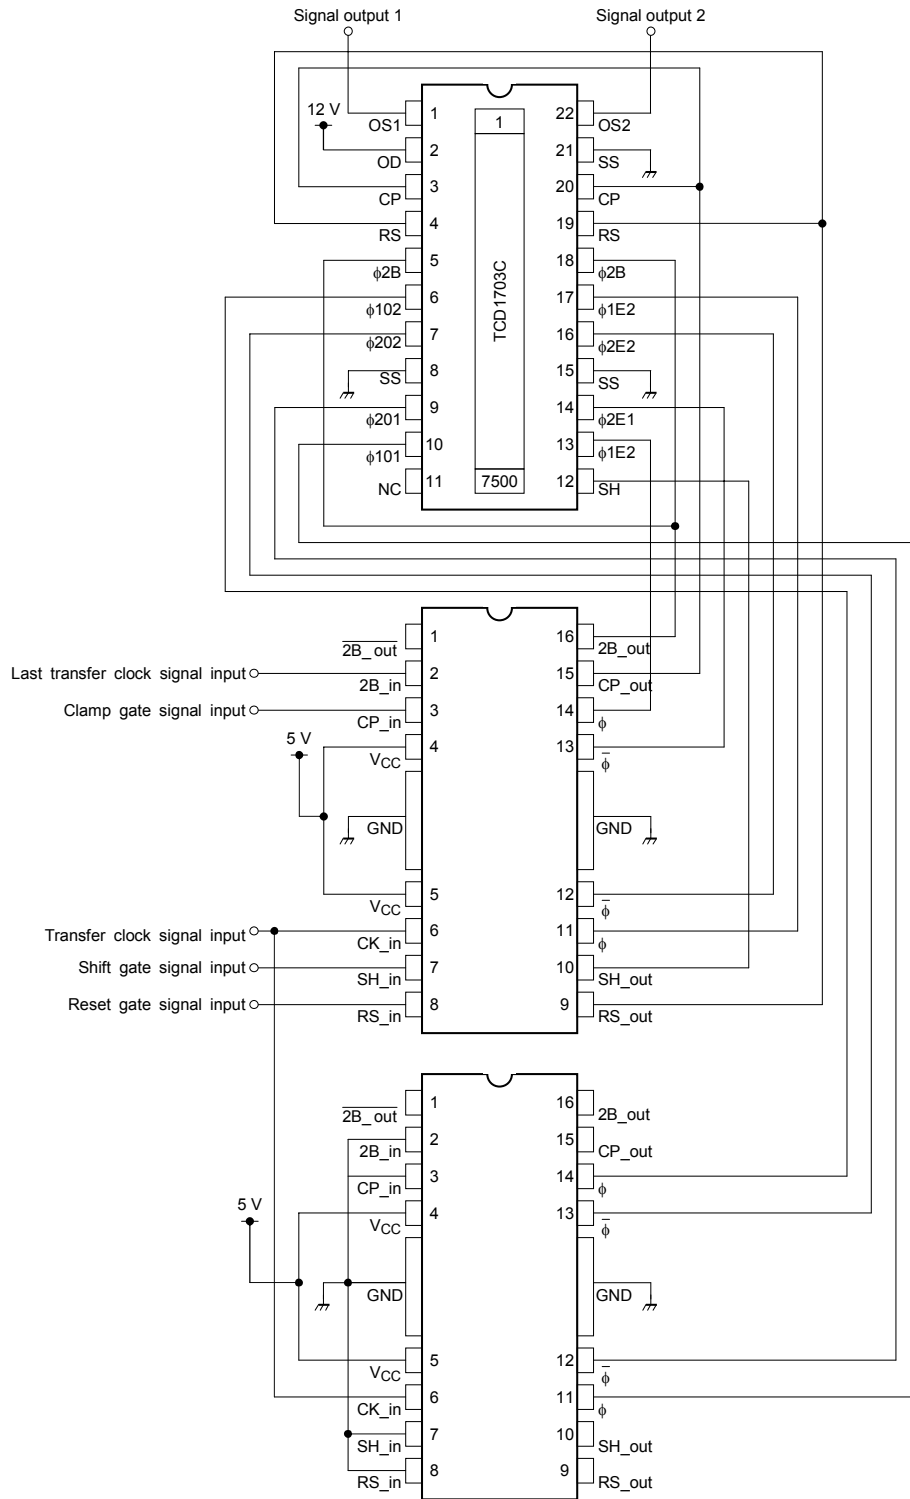 Signal output 1
Signal output 2
12 V
1
OS1
1
22
OS2
2
OD
21
SS
3
CP
20
CP
4
RS
19
RS
5
ϕ2B
18
ϕ2B
6
ϕ102
17
ϕ1E2
7
ϕ202
16
ϕ2E2
8
SS
15
SS
9
ϕ201
14
ϕ2E1
10
ϕ101
13
ϕ1E2
11
NC
12
SH
TCD1703C
7500
1
2B_out
16
2B_out
Last transfer clock signal input
2
2B_in
15
CP_out
Clamp gate signal input
3
CP_in
14
ϕ
5 V
4
VCC
13
ϕ
GND
GND
5
VCC
12
ϕ
Transfer clock signal input
6
CK_in
11
ϕ
Shift gate signal input
7
SH_in
10
SH_out
Reset gate signal input
8
RS_in
9
RS_out
1
2B_out
16
2B_out
2
2B_in
15
CP_out
3
CP_in
14
ϕ
5 V
4
VCC
13
ϕ
GND
GND
5
VCC
12
ϕ
6
CK_in
11
ϕ
7
SH_in
10
SH_out
8
RS_in
9
RS_out